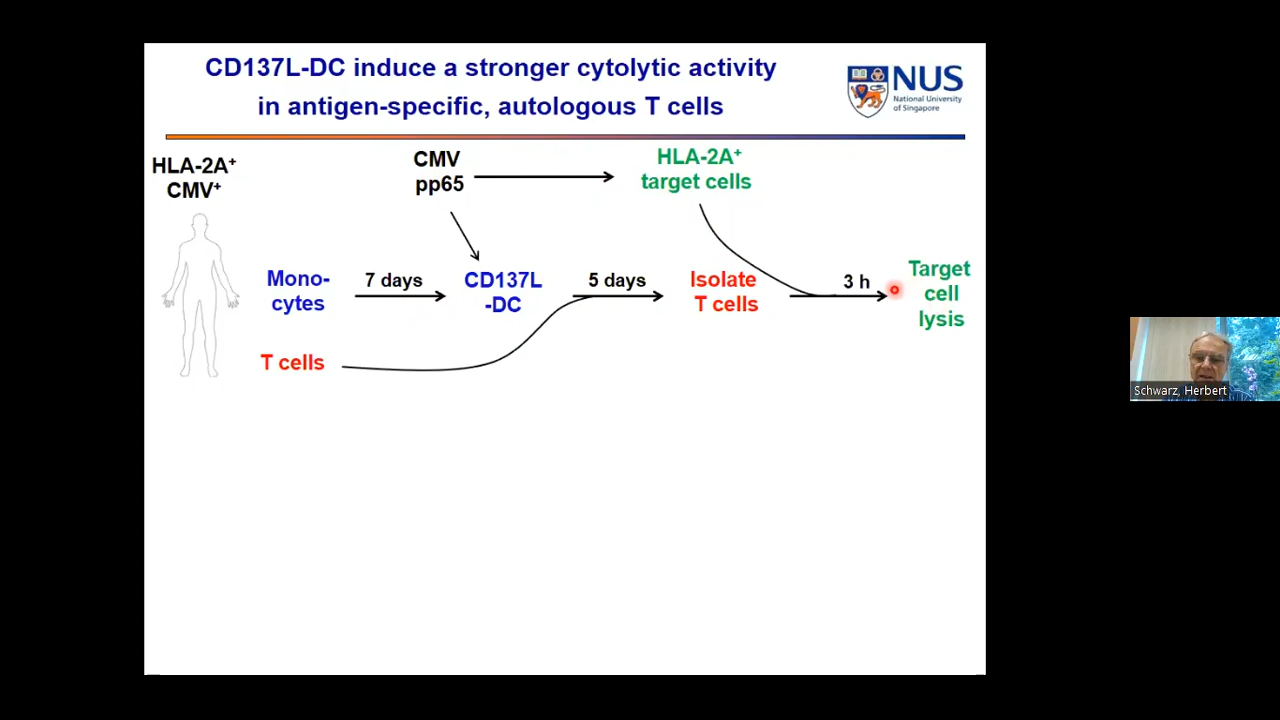 CD137L-DC induce a stronger cytolytic activity
in antigen-specific, autologous T cells
NUS
National University
of Singapore
HLA-2A⁺
CMV⁺
CMV
pp65
HLA-2A⁺
target cells
Mono-
cytes
7 days
CD137L
-DC
5 days
Isolate
T cells
3 h
Target
cell
lysis
T cells
Schwarz, Herbert